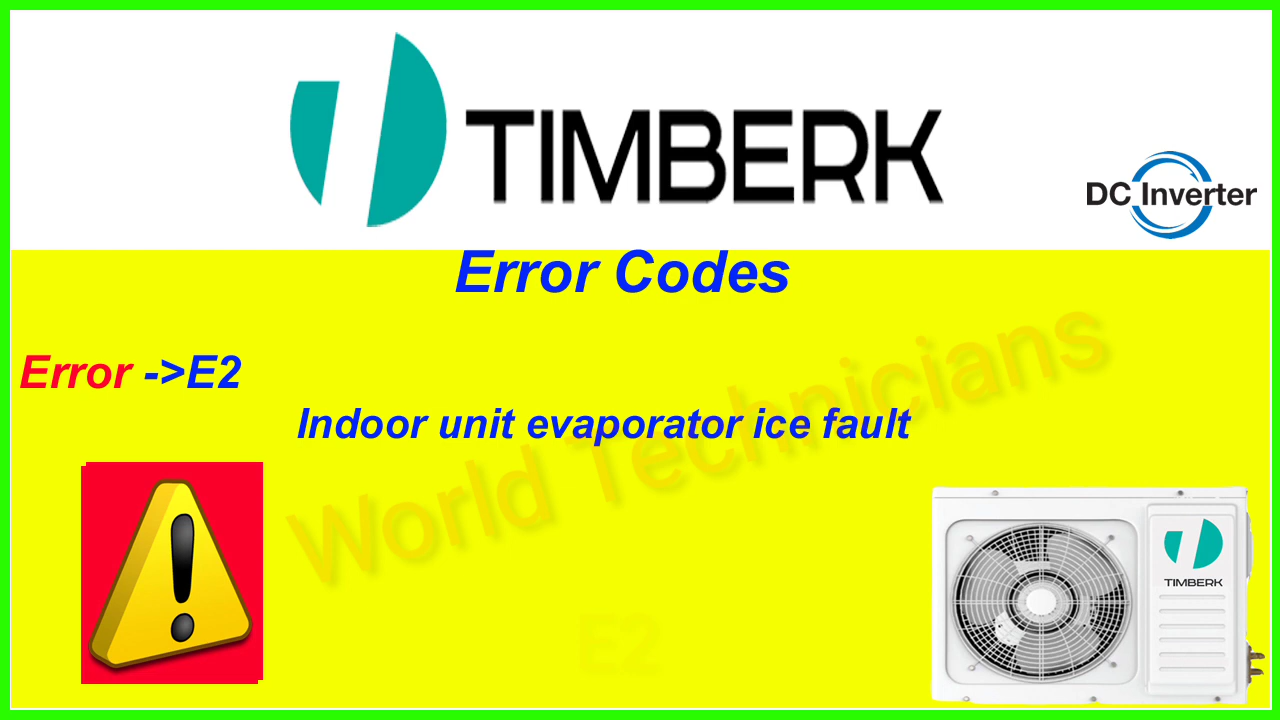 TIMBERK
DC Inverter
Error Codes
Error ->E2
Indoor unit evaporator ice fault
World Technicians
E2
TIMBERK